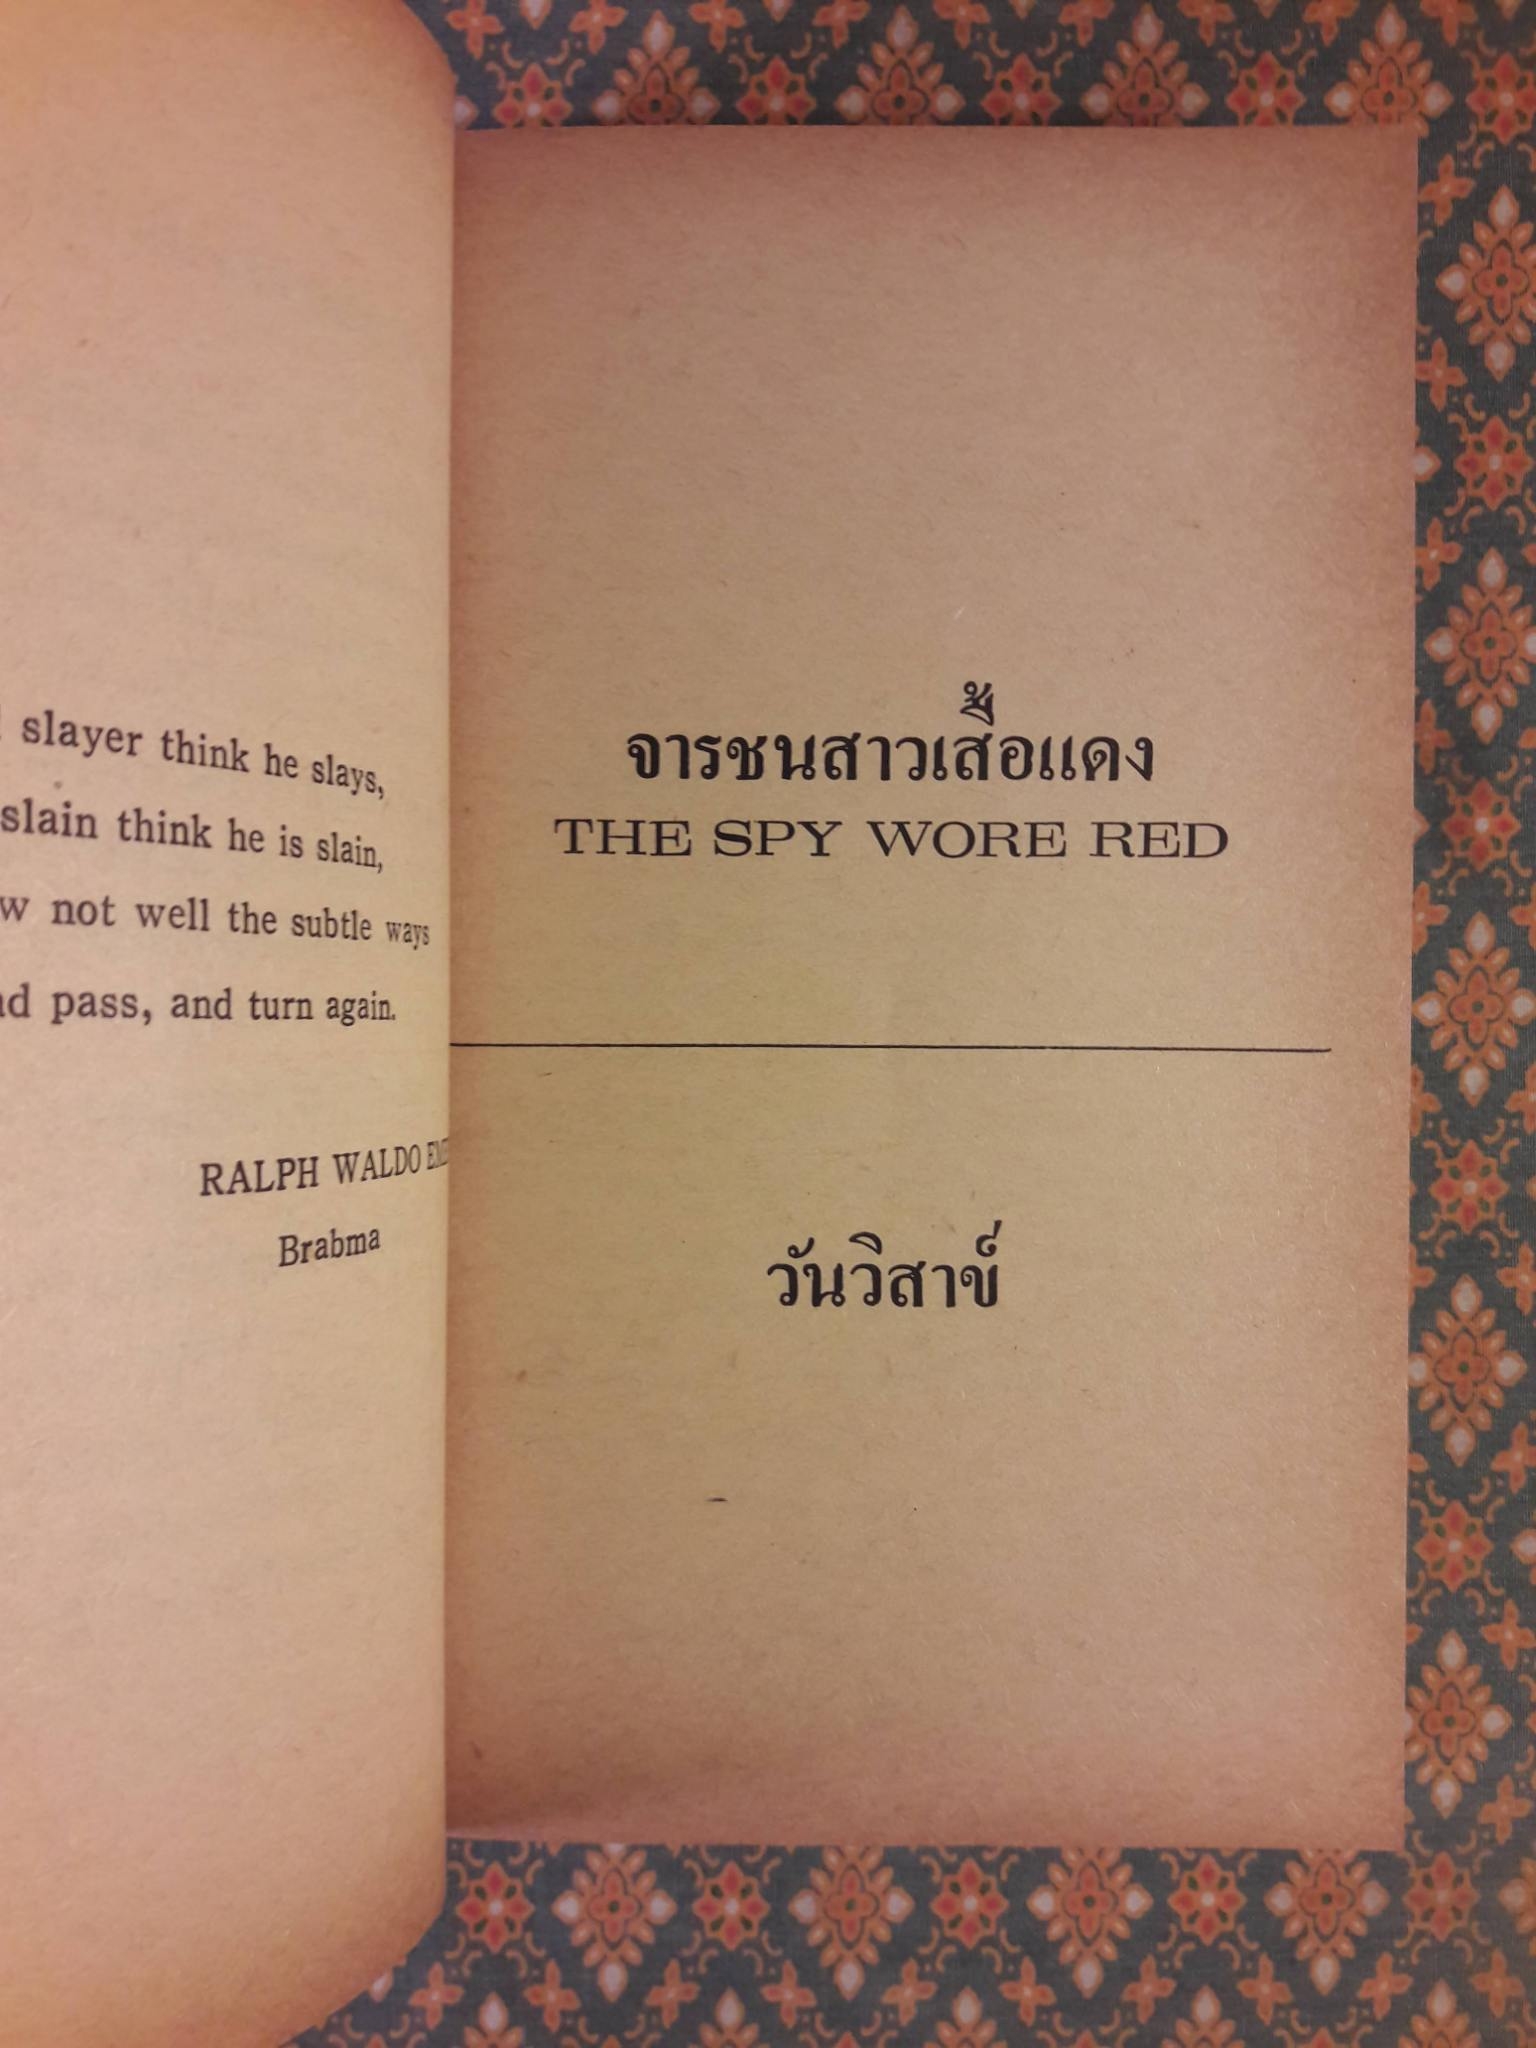 slayer think he slays,
slain think he is slain,
not well the subtle ways
pass, and turn again.
RALPH WALDO
Brabma
จารชนสาวเสื้อแดง
THE SPY WORE RED
วันวิสาข์